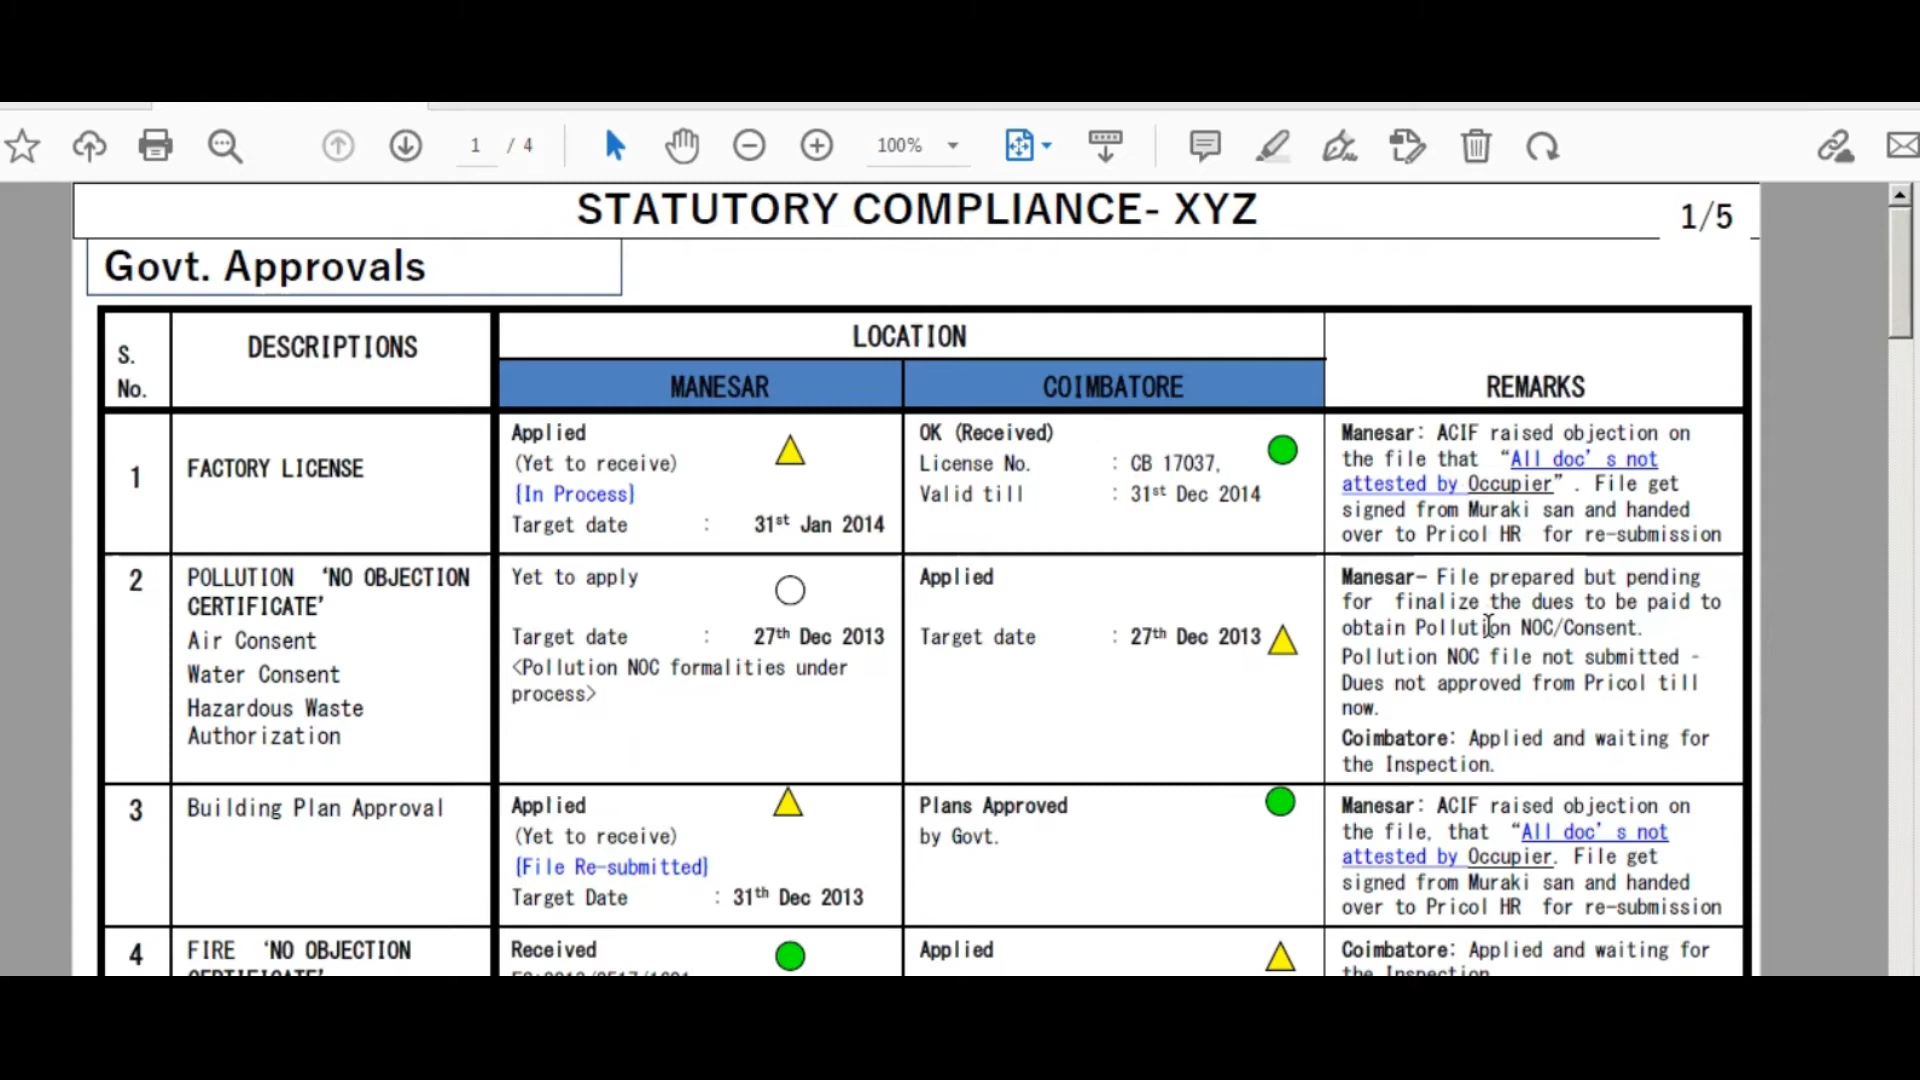 1 / 4
100%
STATUTORY COMPLIANCE- XYZ
1/5
Govt. Approvals
S. No.
DESCRIPTIONS
LOCATION
MANESAR
COIMBATORE
REMARKS
1
FACTORY LICENSE
Applied
(Yet to receive)
[In Process]
Target date : 31st Jan 2014
OK (Received)
License No. : CB 17037,
Valid till : 31st Dec 2014
Manesar: ACIF raised objection on
the file that “All doc’ s not
attested by Occupier” . File get
signed from Muraki san and handed
over to Pricol HR for re-submission
2
POLLUTION ‘NO OBJECTION
CERTIFICATE’
Air Consent
Water Consent
Hazardous Waste
Authorization
Yet to apply
Target date : 27th Dec 2013
<Pollution NOC formalities under
process>
Applied
Target date : 27th Dec 2013
Manesar– File prepared but pending
for finalize the dues to be paid to
obtain Pollution NOC/Consent.
Pollution NOC file not submitted –
Dues not approved from Pricol till
now.
Coimbatore: Applied and waiting for
the Inspection.
3
Building Plan Approval
Applied
(Yet to receive)
[File Re-submitted]
Target Date : 31th Dec 2013
Plans Approved
by Govt.
Manesar: ACIF raised objection on
the file, that “All doc’ s not
attested by Occupier. File get
signed from Muraki san and handed
over to Pricol HR for re-submission
4
FIRE ‘NO OBJECTION
CERTIFICATE’
Received
Applied
Coimbatore: Applied and waiting for
the Inspection